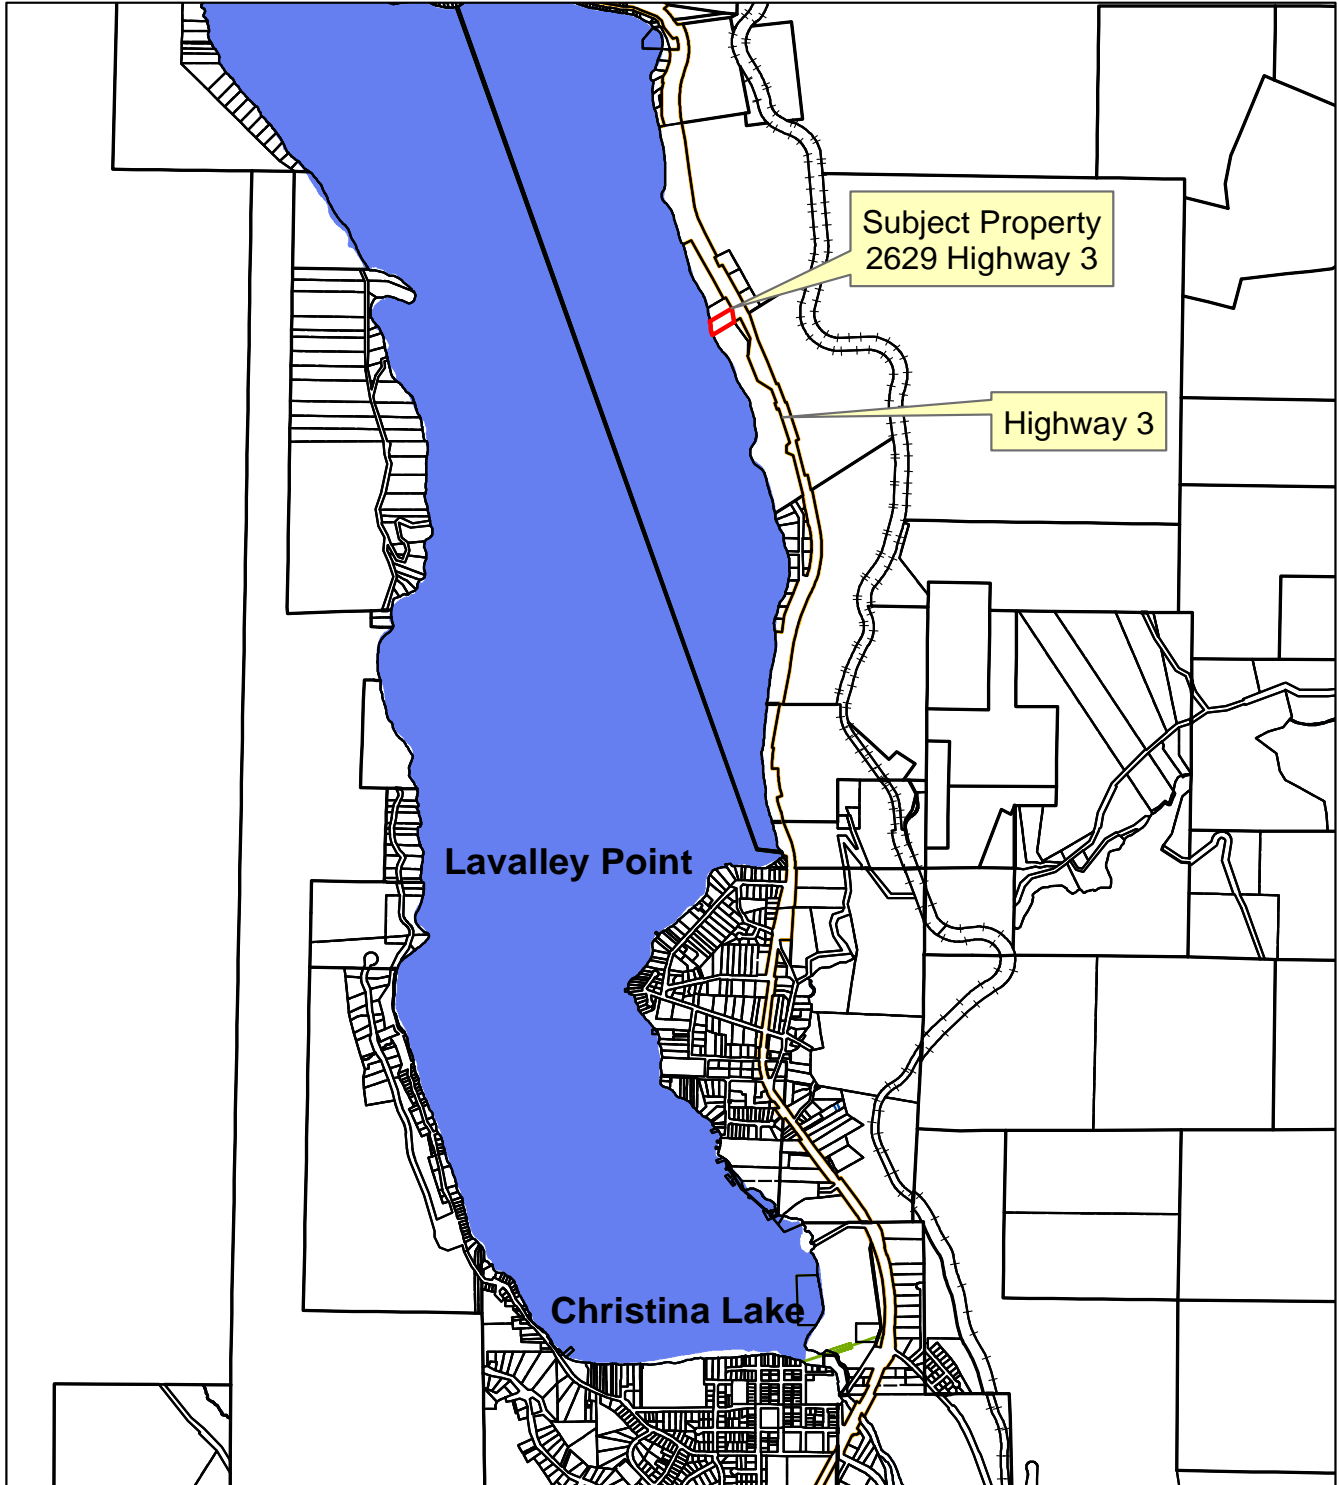 Subject Property
2629 Highway 3
Highway 3
Lavalley Point
Christina Lake